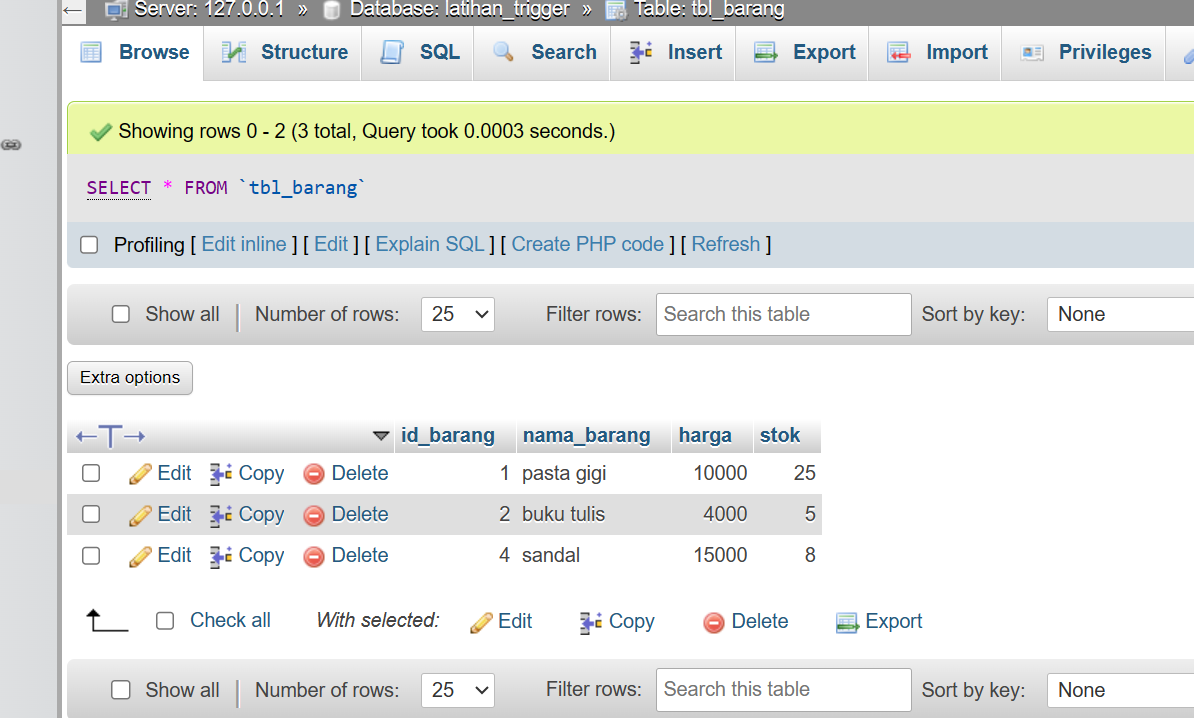 Server: 127.0.0.1 » Database: latihan_trigger » Table: tbl_barang
Browse Structure SQL Search Insert Export Import Privileges
Showing rows 0 - 2 (3 total, Query took 0.0003 seconds.)
SELECT * FROM `tbl_barang`
Profiling [ Edit inline ] [ Edit ] [ Explain SQL ] [ Create PHP code ] [ Refresh ]
Show all | Number of rows: 25 Filter rows: Search this table Sort by key: None
Extra options
id_barang nama_barang harga stok
Edit Copy Delete 1 pasta gigi 10000 25
Edit Copy Delete 2 buku tulis 4000 5
Edit Copy Delete 4 sandal 15000 8
Check all With selected: Edit Copy Delete Export
Show all | Number of rows: 25 Filter rows: Search this table Sort by key: None